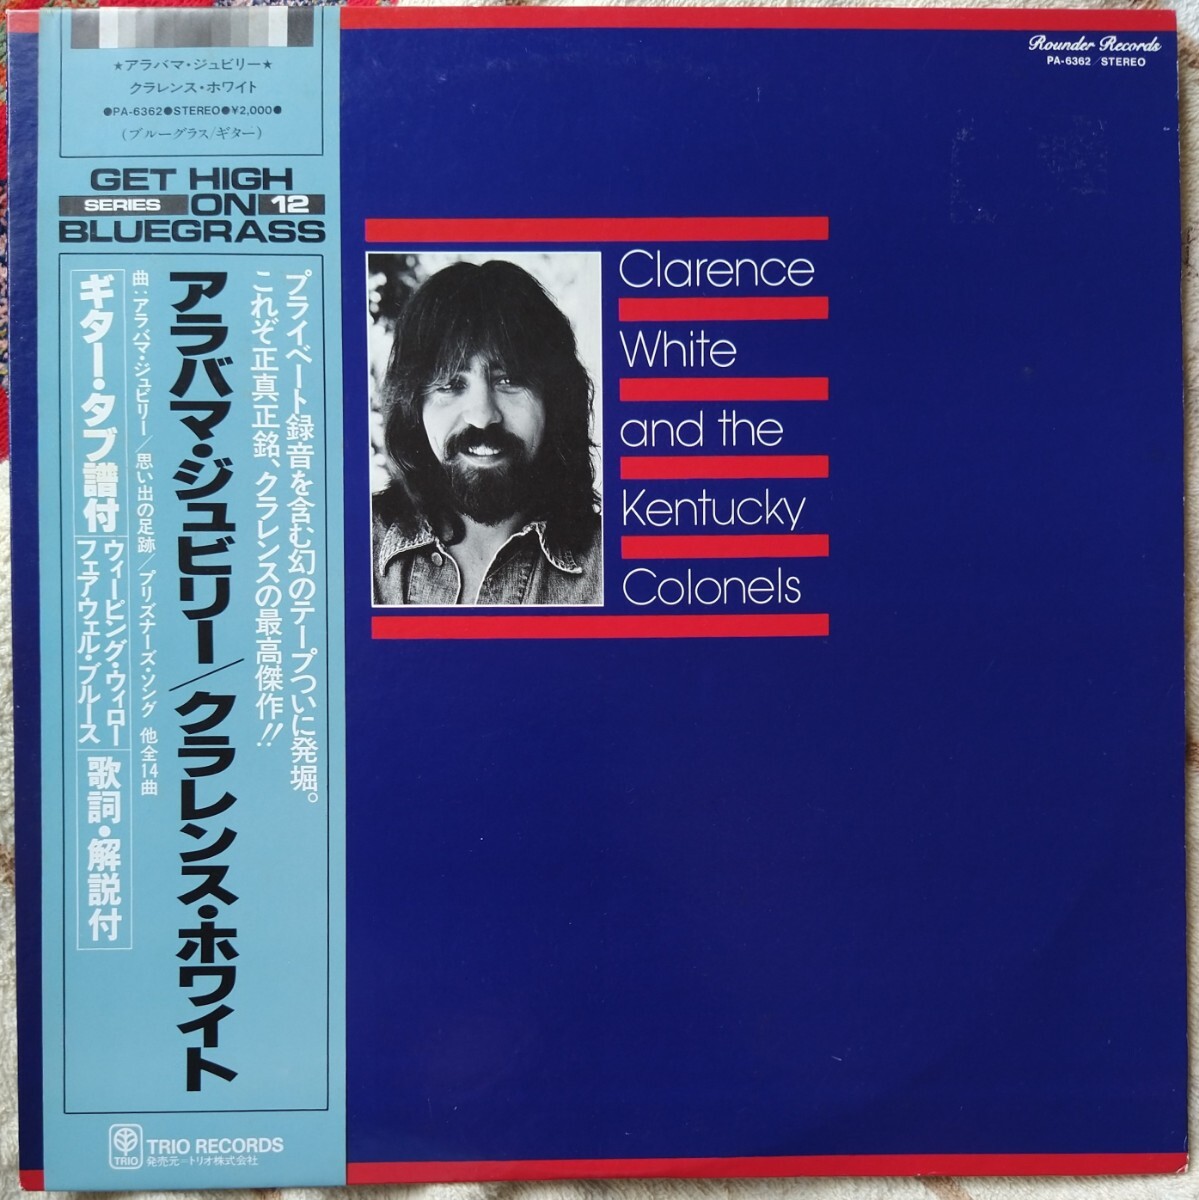 ★アラバマ・ジュビリー★
クラレンス・ホワイト
●PA-6362●STEREO●¥2,000●
(ブルーグラス/ギター)
GET HIGH
SERIES ON 12
BLUEGRASS
プライベート録音を含む幻のテープついに発掘。
これぞ正真正銘、クラレンスの最高傑作!!
アラバマ・ジュビリー/クラレンス・ホワイト
曲:アラバマ・ジュビリー/思い出の足跡/プリズナーズ・ソング 他全14曲
ギター・タブ譜付
ウィーピング・ウィロー
フェアウェル・ブルース
歌詞・解説付
TRIO
TRIO RECORDS
発売元=トリオ株式会社
Rounder Records
PA-6362/STEREO
Clarence
White
and the
Kentucky
Colonels